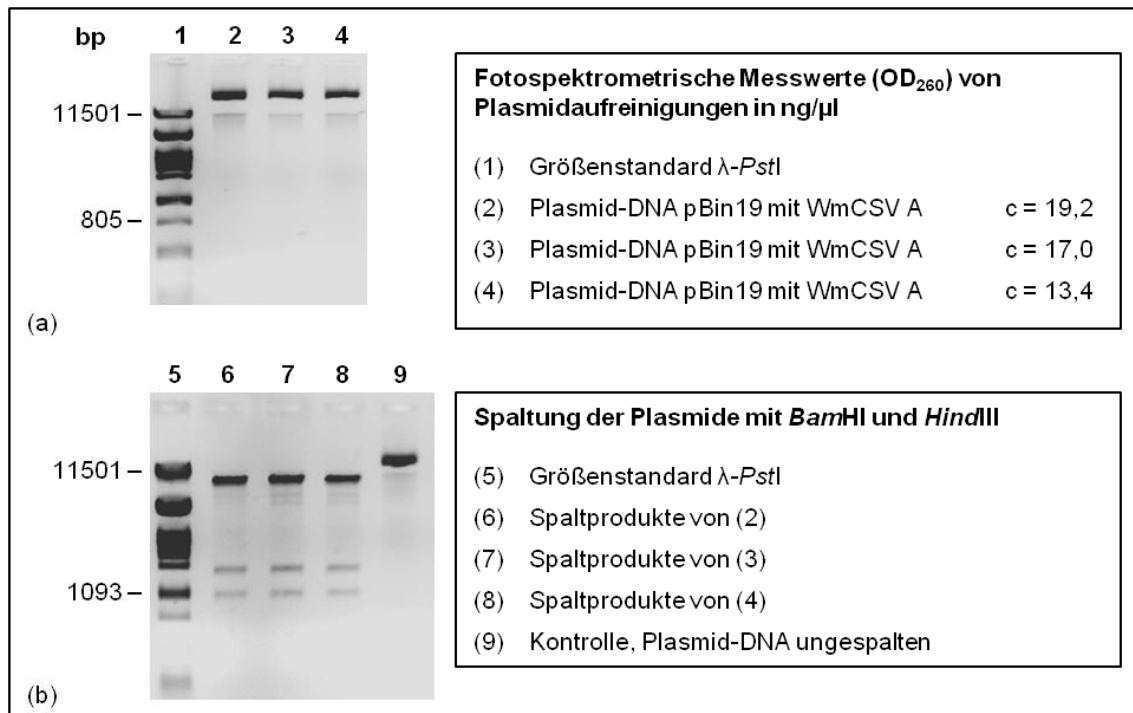 bp 1 2 3 4
11501 –
805 –
(a)
Fotospektrometrische Messwerte (OD260) von
Plasmidaufreinigungen in ng/µl
(1) Größenstandard λ-PstI
(2) Plasmid-DNA pBin19 mit WmCSV A c = 19,2
(3) Plasmid-DNA pBin19 mit WmCSV A c = 17,0
(4) Plasmid-DNA pBin19 mit WmCSV A c = 13,4
5 6 7 8 9
11501 –
1093 –
(b)
Spaltung der Plasmide mit BamHI und HindIII
(5) Größenstandard λ-PstI
(6) Spaltprodukte von (2)
(7) Spaltprodukte von (3)
(8) Spaltprodukte von (4)
(9) Kontrolle, Plasmid-DNA ungespalten